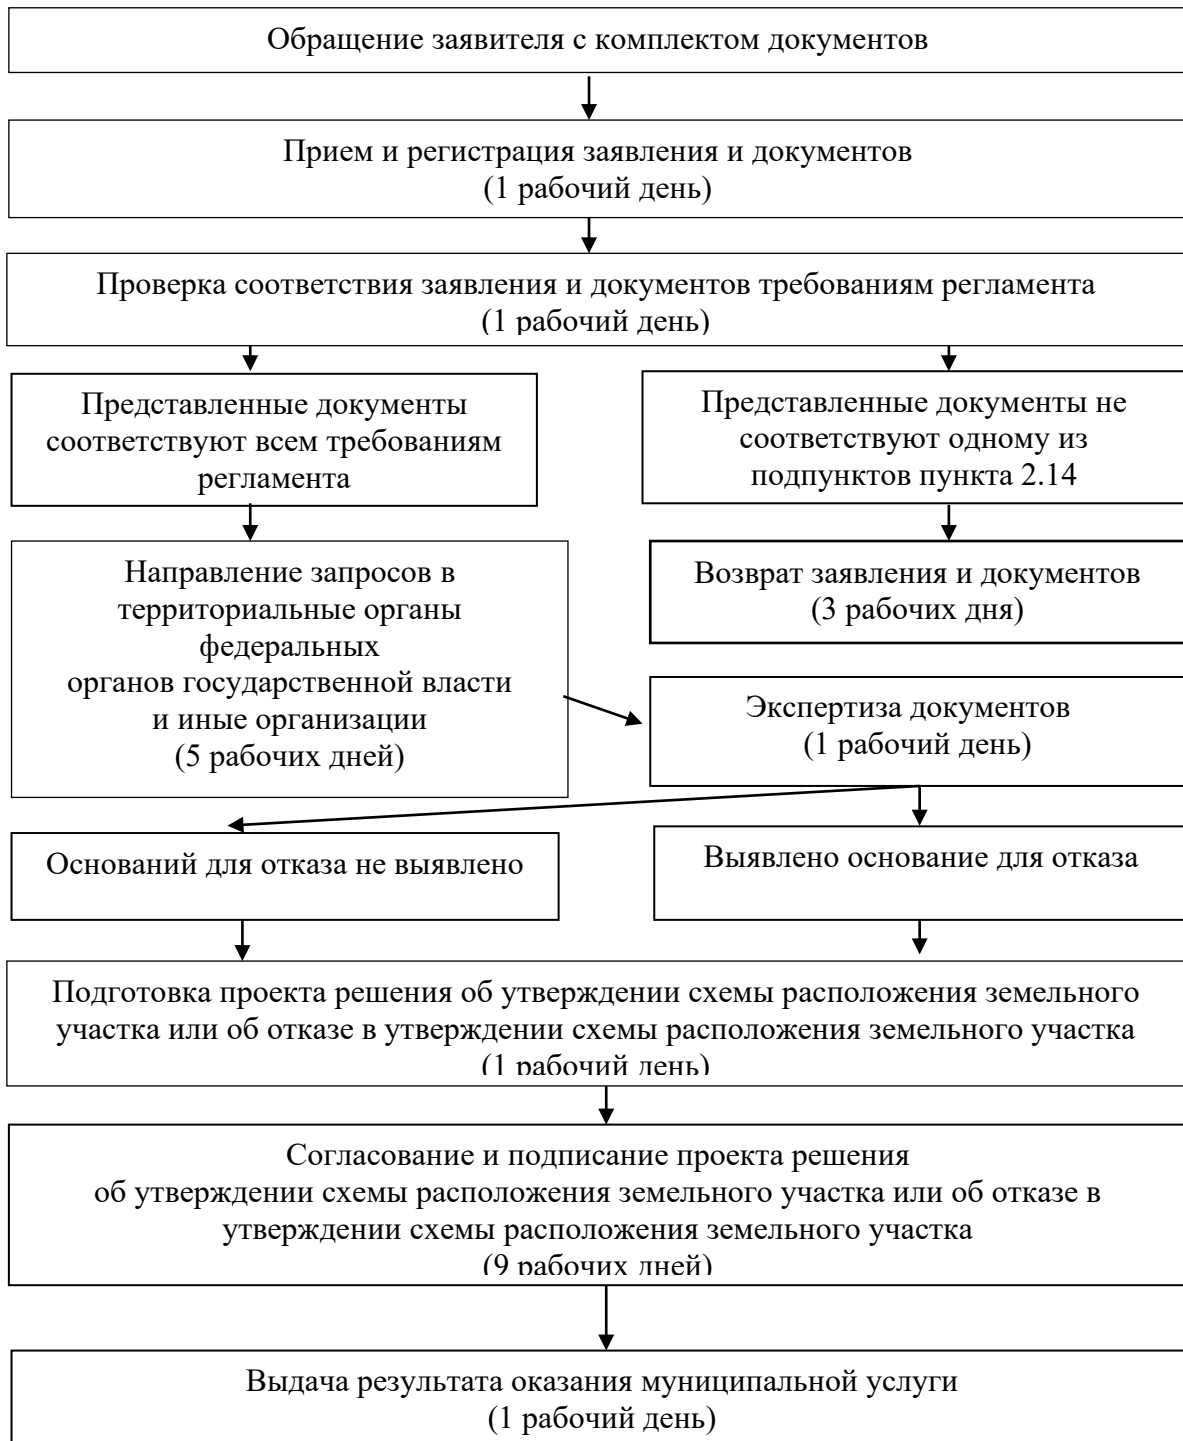 Обращение заявителя с комплектом документов
Прием и регистрация заявления и документов
(1 рабочий день)
Проверка соответствия заявления и документов требованиям регламента
(1 рабочий день)
Представленные документы
соответствуют всем требованиям
регламента
Представленные документы не
соответствуют одному из
подпунктов пункта 2.14
Направление запросов в
территориальные органы
федеральных
органов государственной власти
и иные организации
(5 рабочих дней)
Возврат заявления и документов
(3 рабочих дня)
Экспертиза документов
(1 рабочий день)
Оснований для отказа не выявлено
Выявлено основание для отказа
Подготовка проекта решения об утверждении схемы расположения земельного
участка или об отказе в утверждении схемы расположения земельного участка
(1 рабочий день)
Согласование и подписание проекта решения
об утверждении схемы расположения земельного участка или об отказе в
утверждении схемы расположения земельного участка
(9 рабочих дней)
Выдача результата оказания муниципальной услуги
(1 рабочий день)